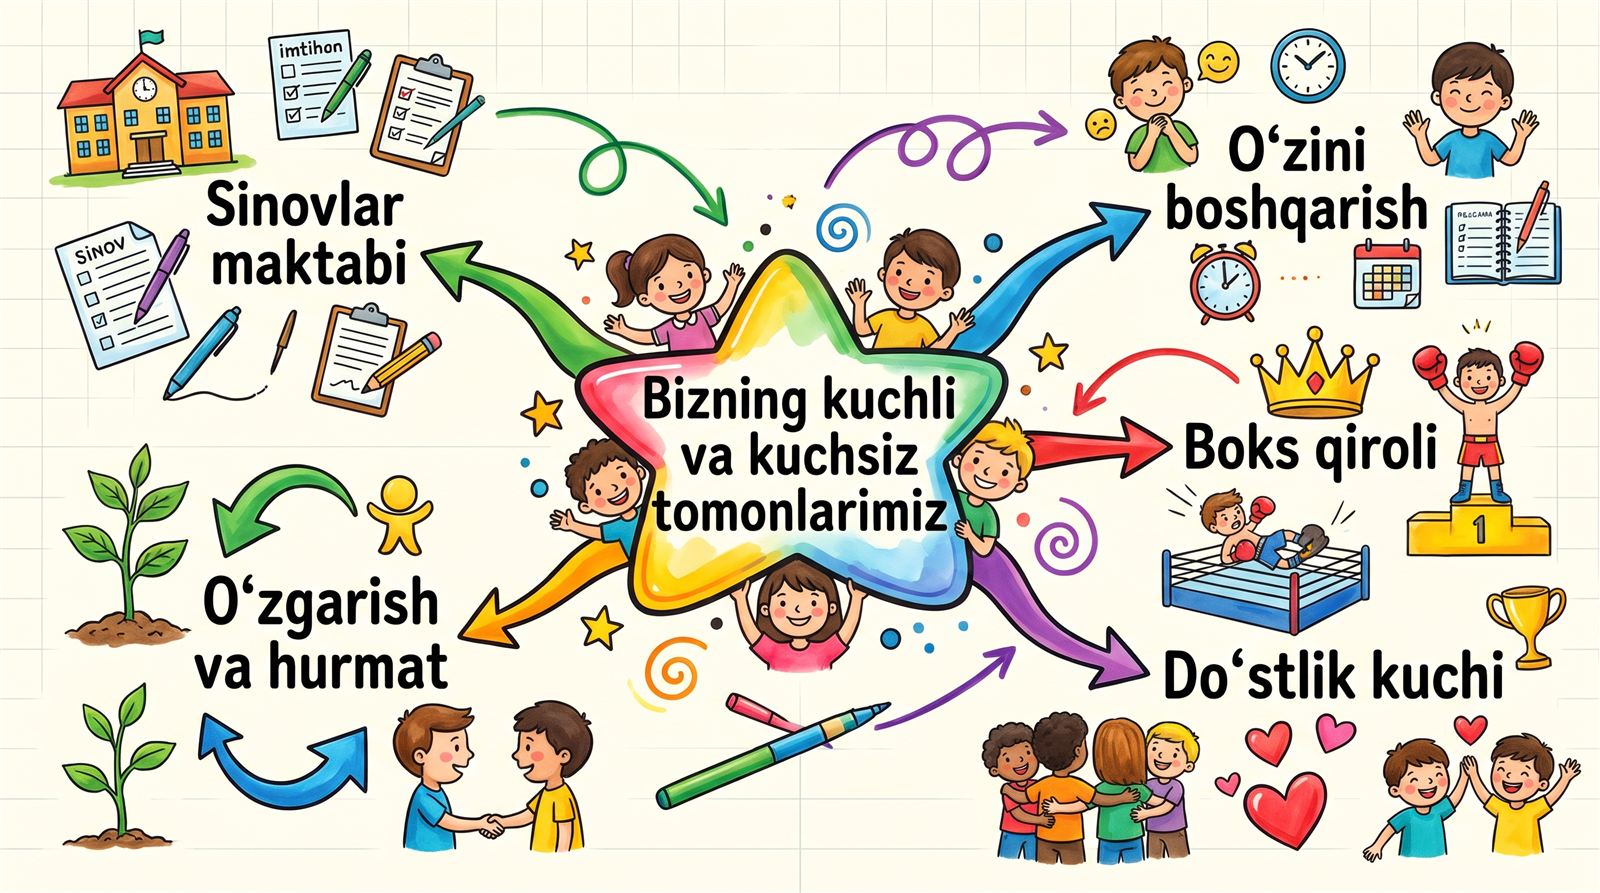 imtihon
Sinovlar
maktabi
SINOV
O‘zini
boshqarish
Bizning kuchli
va kuchsiz
tomonlarimiz
Boks qiroli
1
O‘zgarish
va hurmat
Do‘stlik kuchi